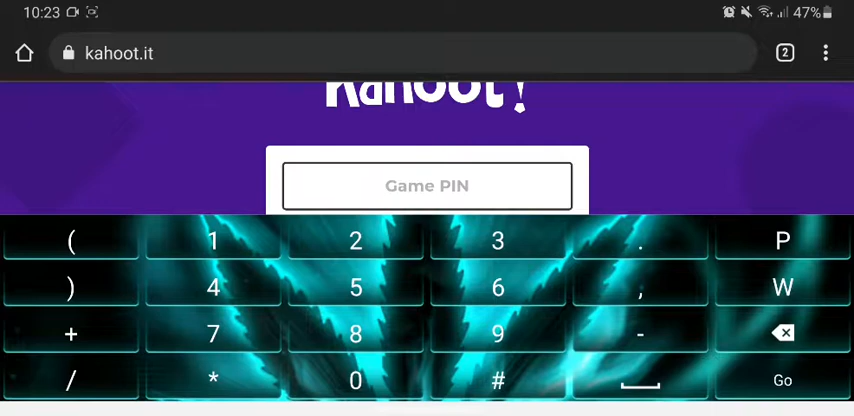 10:23 47%
2
kahoot.it
Kahoot!
Game PIN
( 1 2 3 . P
) 4 5 6 , W
+ 7 8 9 -
/ * 0 # Go